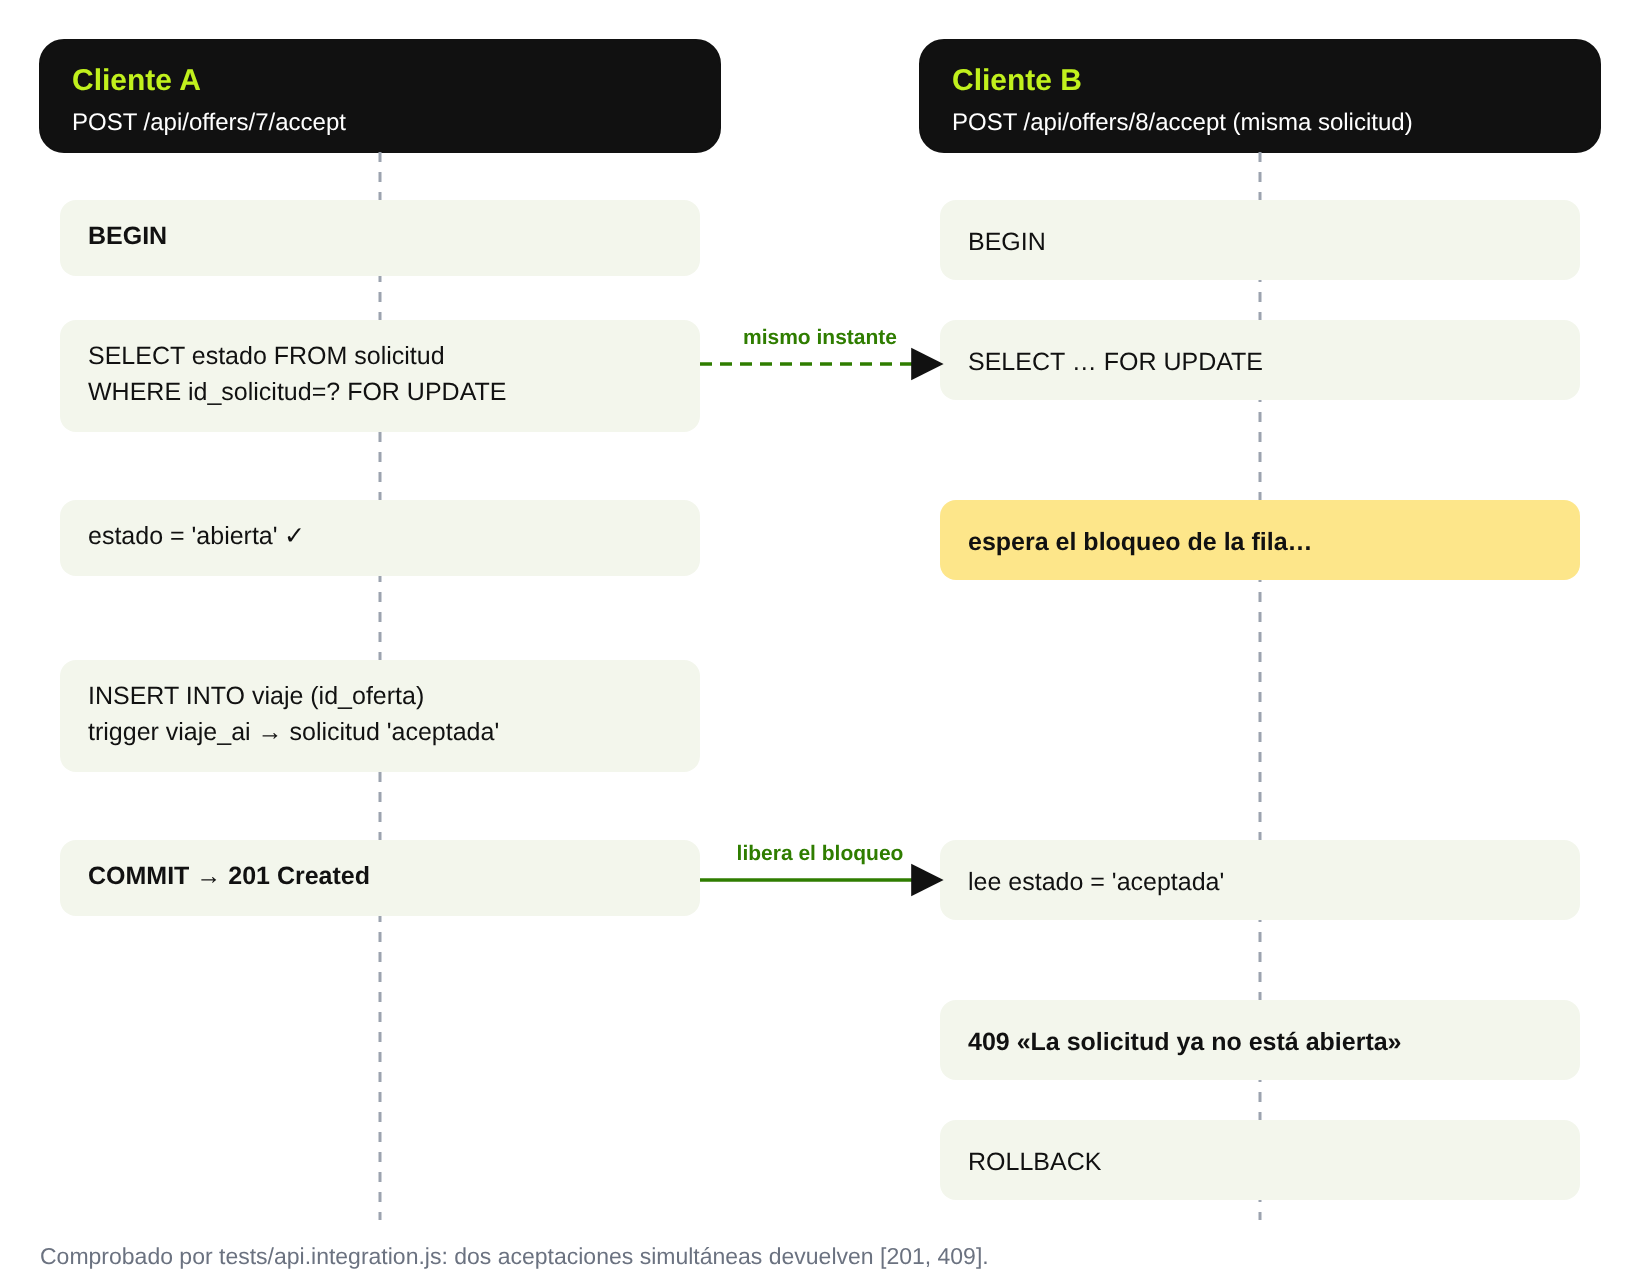 Cliente A
POST /api/offers/7/accept
Cliente B
POST /api/offers/8/accept (misma solicitud)
BEGIN
BEGIN
SELECT estado FROM solicitud
WHERE id_solicitud=? FOR UPDATE
mismo instante
SELECT … FOR UPDATE
estado = 'abierta' ✓
espera el bloqueo de la fila…
INSERT INTO viaje (id_oferta)
trigger viaje_ai → solicitud 'aceptada'
COMMIT → 201 Created
libera el bloqueo
lee estado = 'aceptada'
409 «La solicitud ya no está abierta»
ROLLBACK
Comprobado por tests/api.integration.js: dos aceptaciones simultáneas devuelven [201, 409].